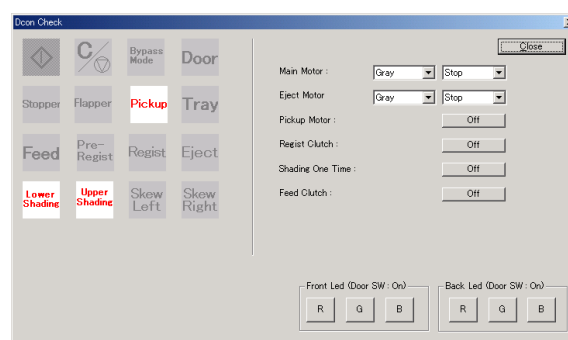 Dcon Check
Close
C/
Bypass
Mode
Door
Stopper
Flapper
Pickup
Tray
Feed
Pre-
Regist
Regist
Eject
Lower
Shading
Upper
Shading
Skew
Left
Skew
Right
Main Motor :
Gray
Stop
Eject Motor
Gray
Stop
Pickup Motor :
Off
Regist Clutch :
Off
Shading One Time :
Off
Feed Clutch :
Off
Front Led (Door SW : On)
R
G
B
Back Led (Door SW : On)
R
G
B